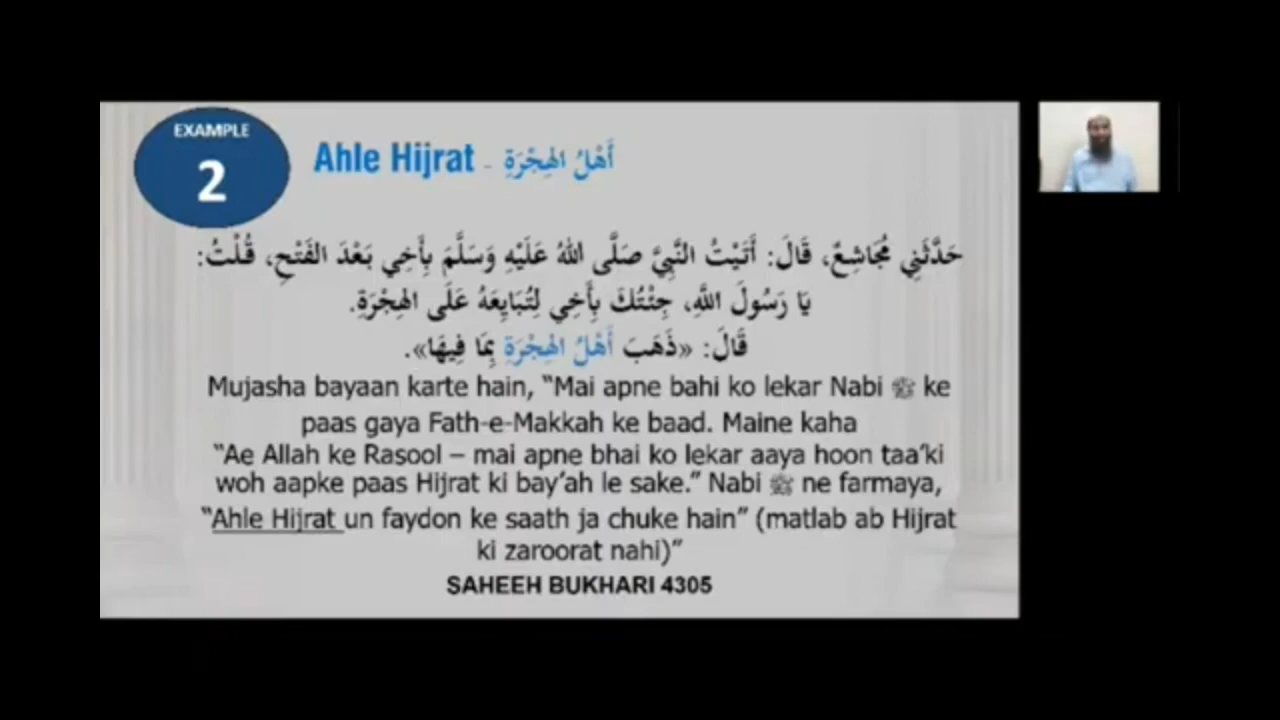 EXAMPLE
2
Ahle Hijrat - أَهْلُ الهِجْرَةِ
حَدَّثَنِي مُجَاشِعٌ، قَالَ: أَتَيْتُ النَّبِيَّ صَلَّى اللهُ عَلَيْهِ وَسَلَّمَ بِأَخِي بَعْدَ الفَتْحِ، قُلْتُ:
يَا رَسُولَ اللَّهِ، جِئْتُكَ بِأَخِي لِتُبَايِعَهُ عَلَى الهِجْرَةِ.
قَالَ: «ذَهَبَ أَهْلُ الهِجْرَةِ بِمَا فِيهَا».
Mujasha bayaan karte hain, “Mai apne bahi ko lekar Nabi ﷺ ke
paas gaya Fath-e-Makkah ke baad. Maine kaha
“Ae Allah ke Rasool – mai apne bhai ko lekar aaya hoon taa’ki
woh aapke paas Hijrat ki bay’ah le sake.” Nabi ﷺ ne farmaya,
“Ahle Hijrat un faydon ke saath ja chuke hain” (matlab ab Hijrat
ki zaroorat nahi)”
SAHEEH BUKHARI 4305